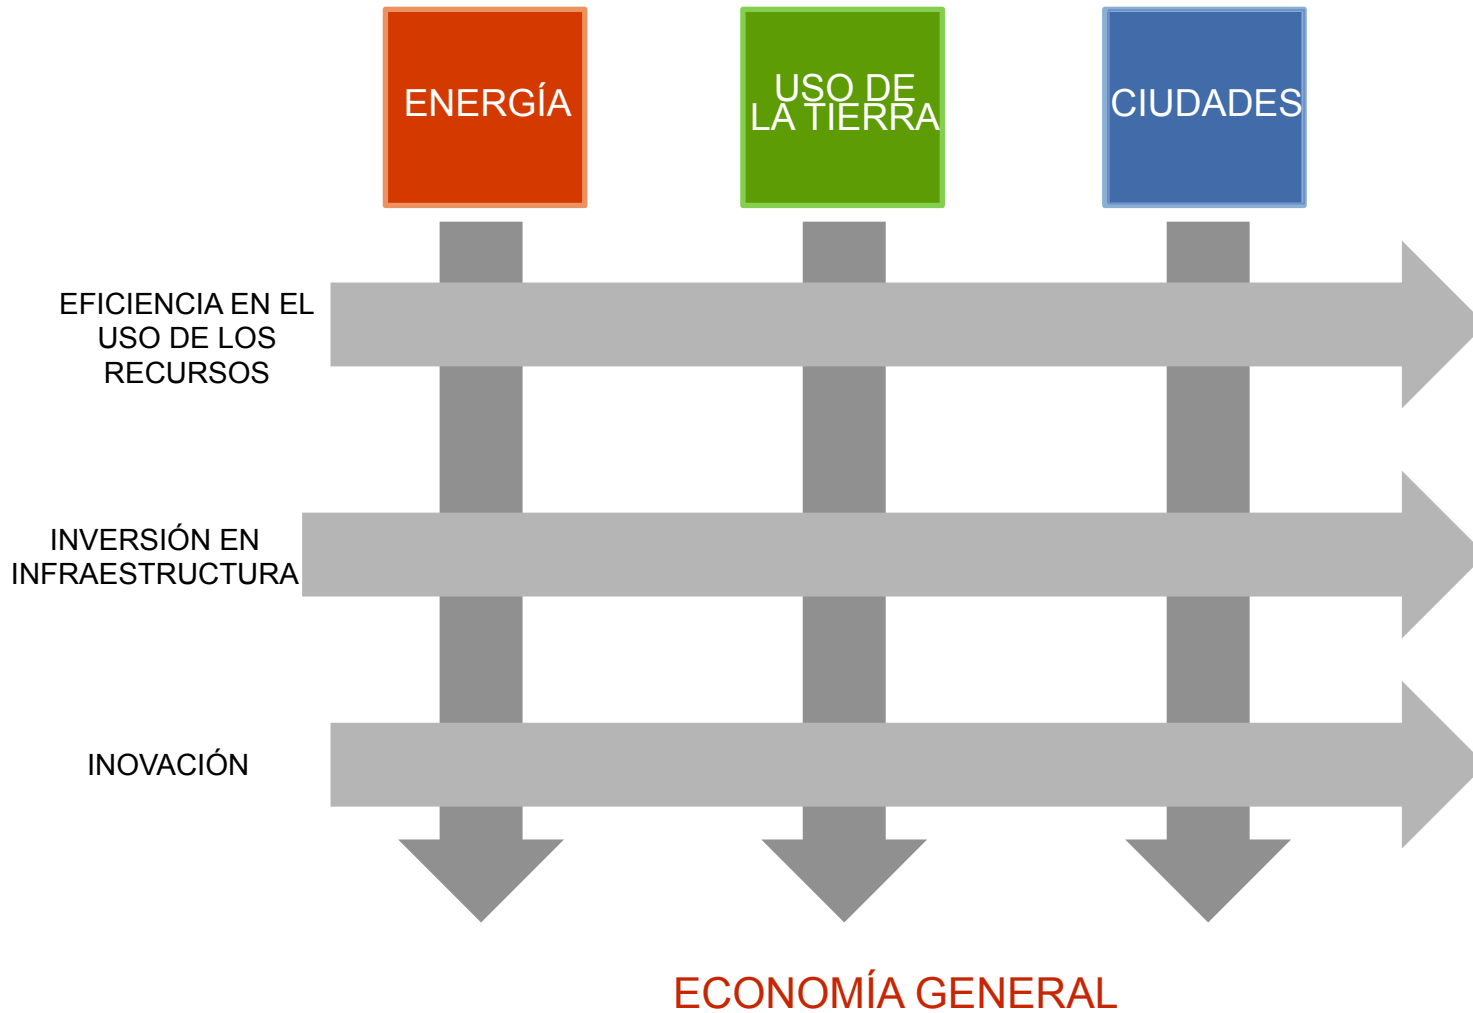 ENERGÍA
USO DE
LA TIERRA
CIUDADES
EFICIENCIA EN EL
USO DE LOS
RECURSOS
INVERSIÓN EN
INFRAESTRUCTURA
INOVACIÓN
ECONOMÍA GENERAL